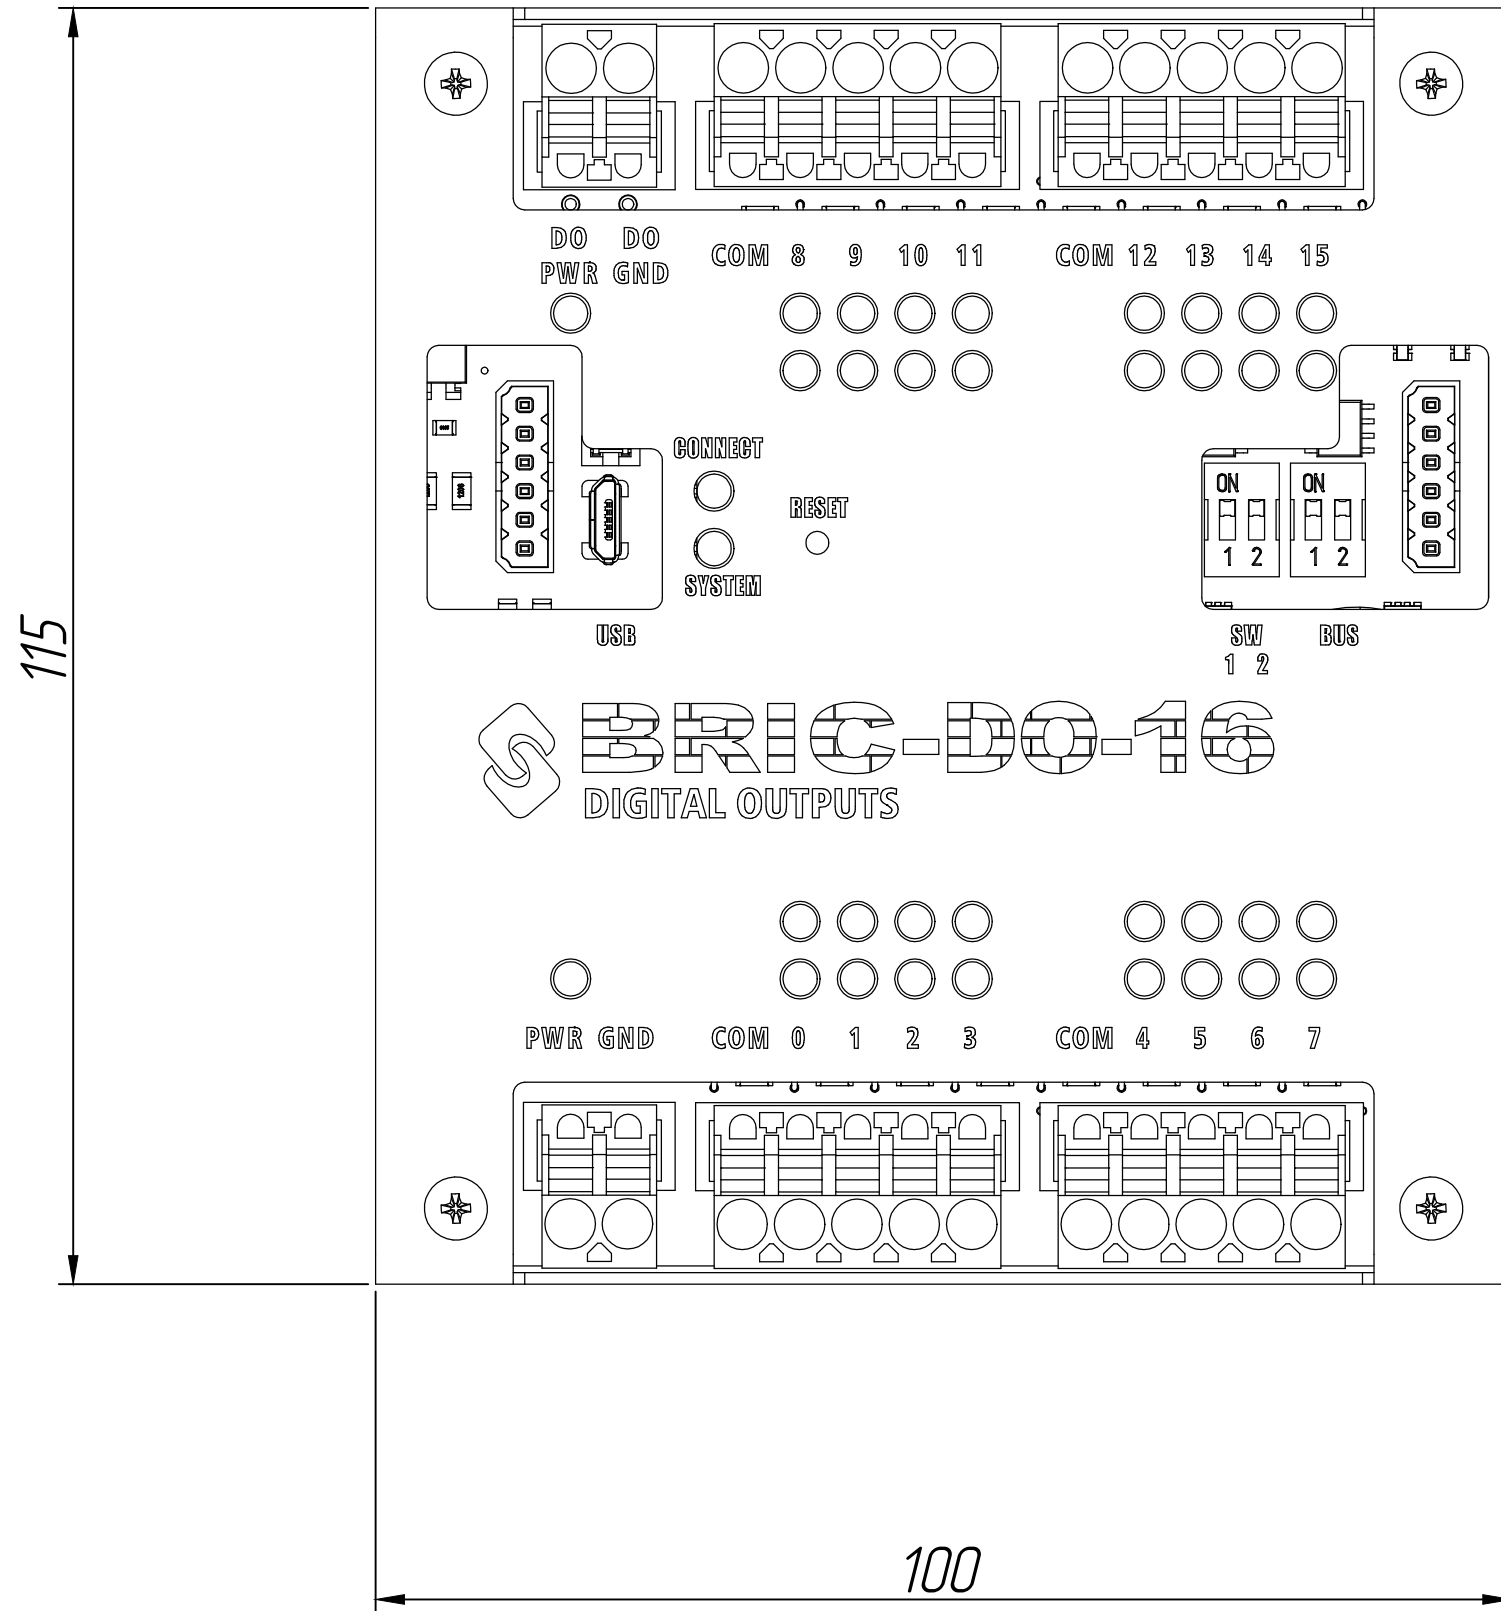 DO DO
PWR GND
COM 8 9 10 11 COM 12 13 14 15
CONNECT
RESET
SYSTEM
ON ON
1 2 1 2
USB
SW BUS
1 2
115
BRIC-DO-16
DIGITAL OUTPUTS
PWR GND COM 0 1 2 3 COM 4 5 6 7
100